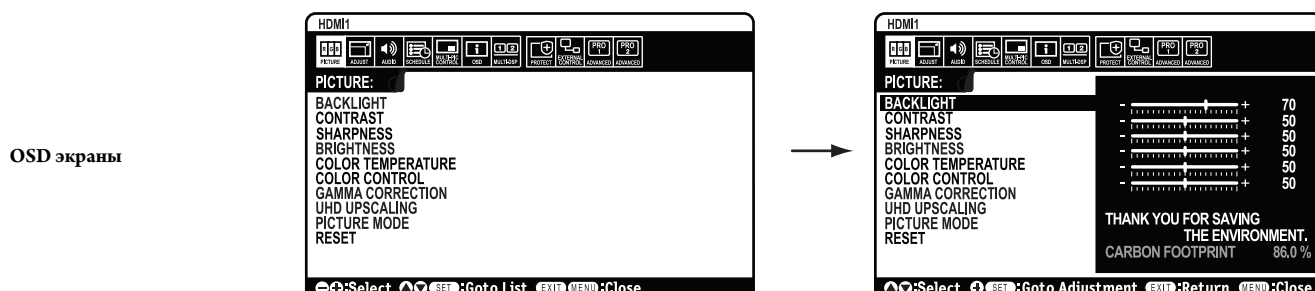 OSD экраны
HDMI1
R G B
PICTURE ADJUST AUDIO SCHEDULE MULTI-PIC CONTROL OSD MULTI-DSP PROTECT EXTERNAL CONTROL PRO 1 ADVANCED PRO 2 ADVANCED
PICTURE:
BACKLIGHT
CONTRAST
SHARPNESS
BRIGHTNESS
COLOR TEMPERATURE
COLOR CONTROL
GAMMA CORRECTION
UHD UPSCALING
PICTURE MODE
RESET
:Select SET :Goto List EXIT MENU :Close
HDMI1
R G B
PICTURE ADJUST AUDIO SCHEDULE MULTI-PIC CONTROL OSD MULTI-DSP PROTECT EXTERNAL CONTROL PRO 1 ADVANCED PRO 2 ADVANCED
PICTURE:
BACKLIGHT - + 70
CONTRAST - + 50
SHARPNESS - + 50
BRIGHTNESS - + 50
COLOR TEMPERATURE - + 50
COLOR CONTROL - + 50
GAMMA CORRECTION
UHD UPSCALING
PICTURE MODE
RESET
THANK YOU FOR SAVING
THE ENVIRONMENT.
CARBON FOOTPRINT 86.0 %
:Select SET :Goto Adjustment EXIT :Return MENU :Close